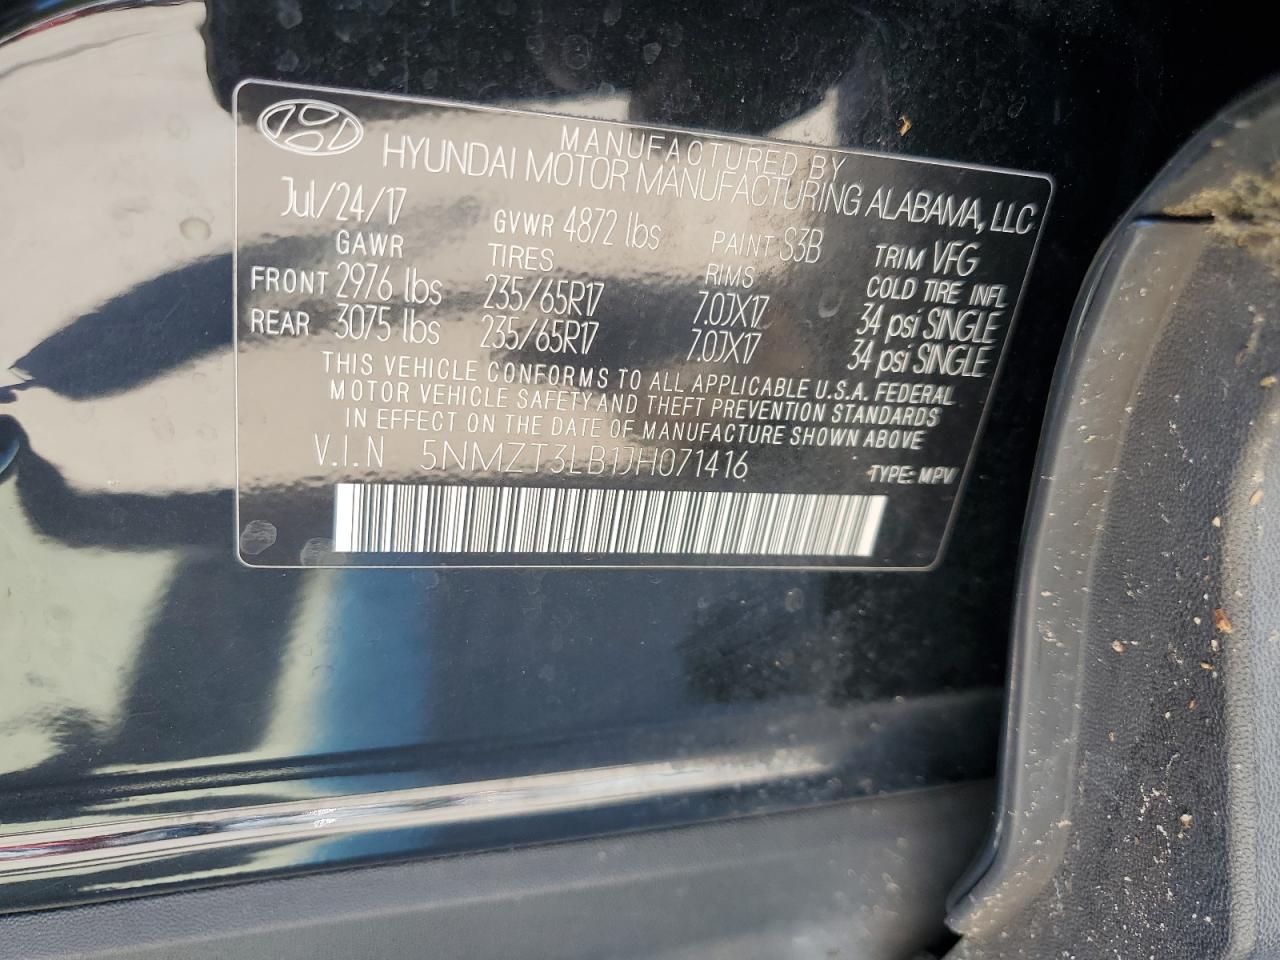 MANUFACTURED BY
HYUNDAI MOTOR MANUFACTURING ALABAMA, LLC
Jul/24/17 GVWR 4872 lbs PAINT S3B TRIM VFG
GAWR TIRES RIMS COLD TIRE INFL
FRONT 2976 lbs 235/65R17 7.0JX17 34 psi SINGLE
REAR 3075 lbs 235/65R17 7.0JX17 34 psi SINGLE
THIS VEHICLE CONFORMS TO ALL APPLICABLE U.S.A. FEDERAL
MOTOR VEHICLE SAFETY AND THEFT PREVENTION STANDARDS
IN EFFECT ON THE DATE OF MANUFACTURE SHOWN ABOVE
V.I.N 5NMZT3LB1JH071416 TYPE: MPV